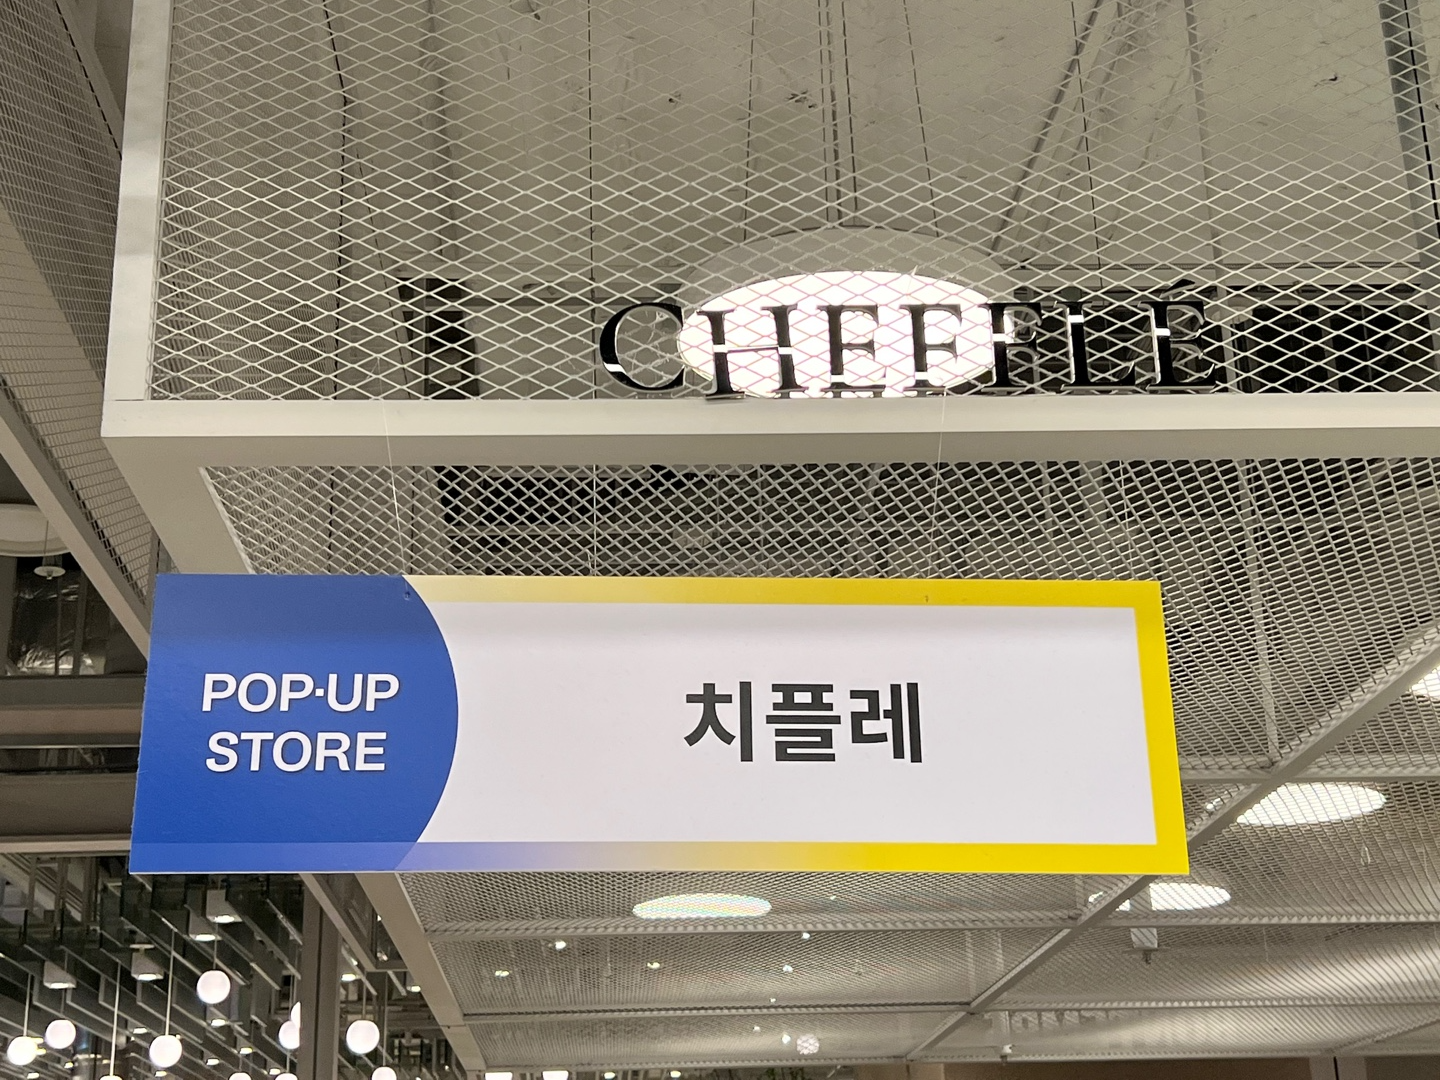 CHEFFLÉ
POP-UP
STORE
치플레